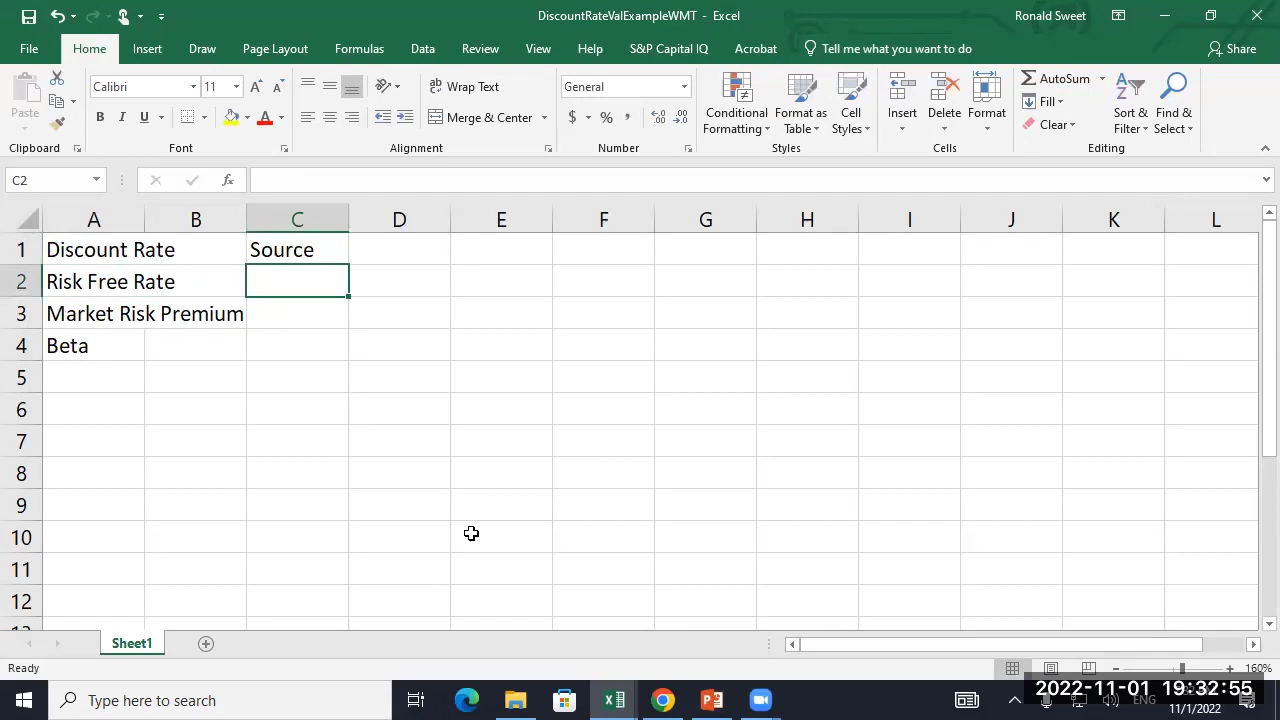 DiscountRateValExampleWMT - Excel
Ronald Sweet
File Home Insert Draw Page Layout Formulas Data Review View Help S&P Capital IQ Acrobat Tell me what you want to do Share
Paste
Calibri 11
Wrap Text
Merge & Center
General
Conditional Formatting
Format as Table
Cell Styles
Insert Delete Format
AutoSum
Fill
Clear
Sort & Filter
Find & Select
Clipboard Font Alignment Number Styles Cells Editing
C2
fx
A B C D E F G H I J K L
1 Discount Rate Source
2 Risk Free Rate
3 Market Risk Premium
4 Beta
5
6
7
8
9
10
11
12
Sheet1
Ready
160%
Type here to search
ENG
2022-11-01 19:32:55
11/1/2022